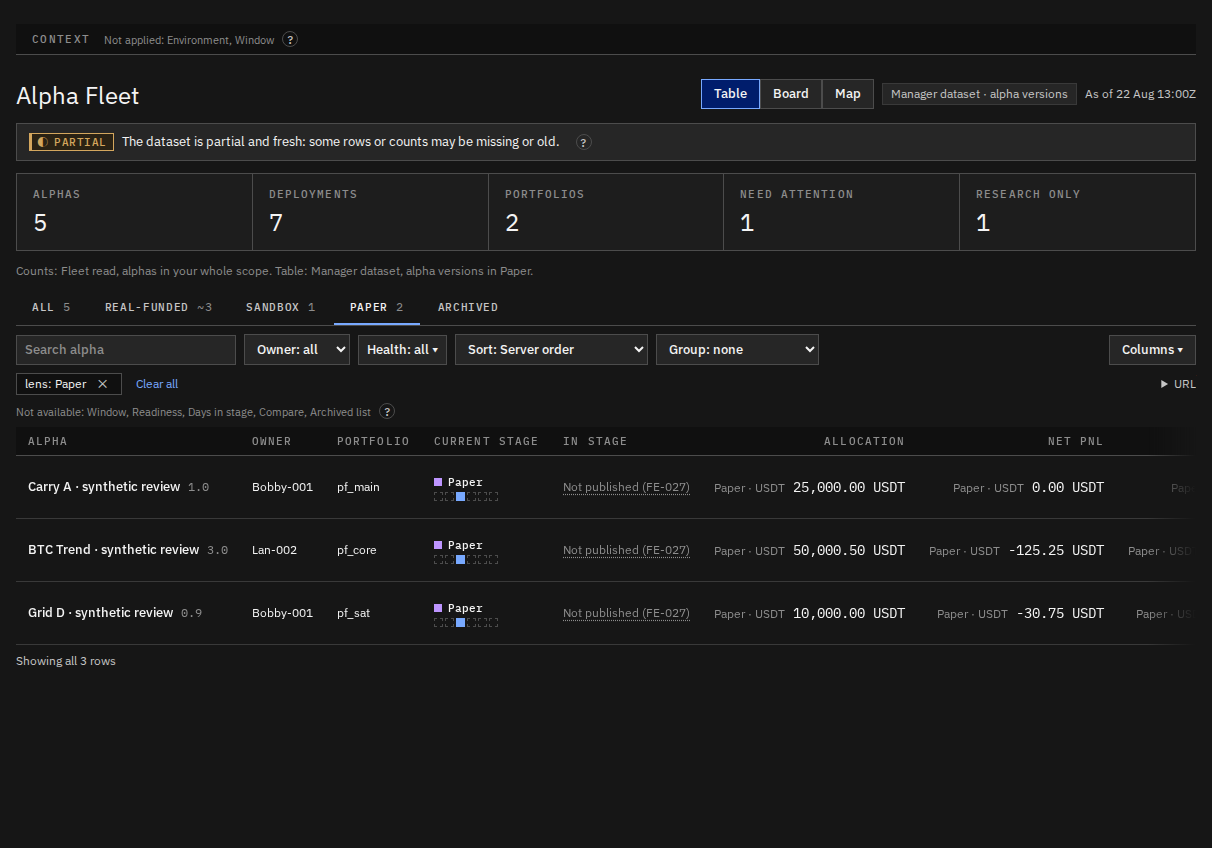 CONTEXT Not applied: Environment, Window ?
Alpha Fleet
Table Board Map Manager dataset · alpha versions As of 22 Aug 13:00Z
PARTIAL The dataset is partial and fresh: some rows or counts may be missing or old. ?
ALPHAS DEPLOYMENTS PORTFOLIOS NEED ATTENTION RESEARCH ONLY
5 7 2 1 1
Counts: Fleet read, alphas in your whole scope. Table: Manager dataset, alpha versions in Paper.
ALL 5 REAL-FUNDED ~3 SANDBOX 1 PAPER 2 ARCHIVED
Search alpha Owner: all Health: all Sort: Server order Group: none Columns
lens: Paper × Clear all URL
Not available: Window, Readiness, Days in stage, Compare, Archived list ?
ALPHA OWNER PORTFOLIO CURRENT STAGE IN STAGE ALLOCATION NET PNL
Carry A · synthetic review 1.0 Bobby-001 pf_main Paper Not published (FE-027) Paper · USDT 25,000.00 USDT Paper · USDT 0.00 USDT Pap
BTC Trend · synthetic review 3.0 Lan-002 pf_core Paper Not published (FE-027) Paper · USDT 50,000.50 USDT Paper · USDT -125.25 USDT Paper · USD
Grid D · synthetic review 0.9 Bobby-001 pf_sat Paper Not published (FE-027) Paper · USDT 10,000.00 USDT Paper · USDT -30.75 USDT Paper · US
Showing all 3 rows